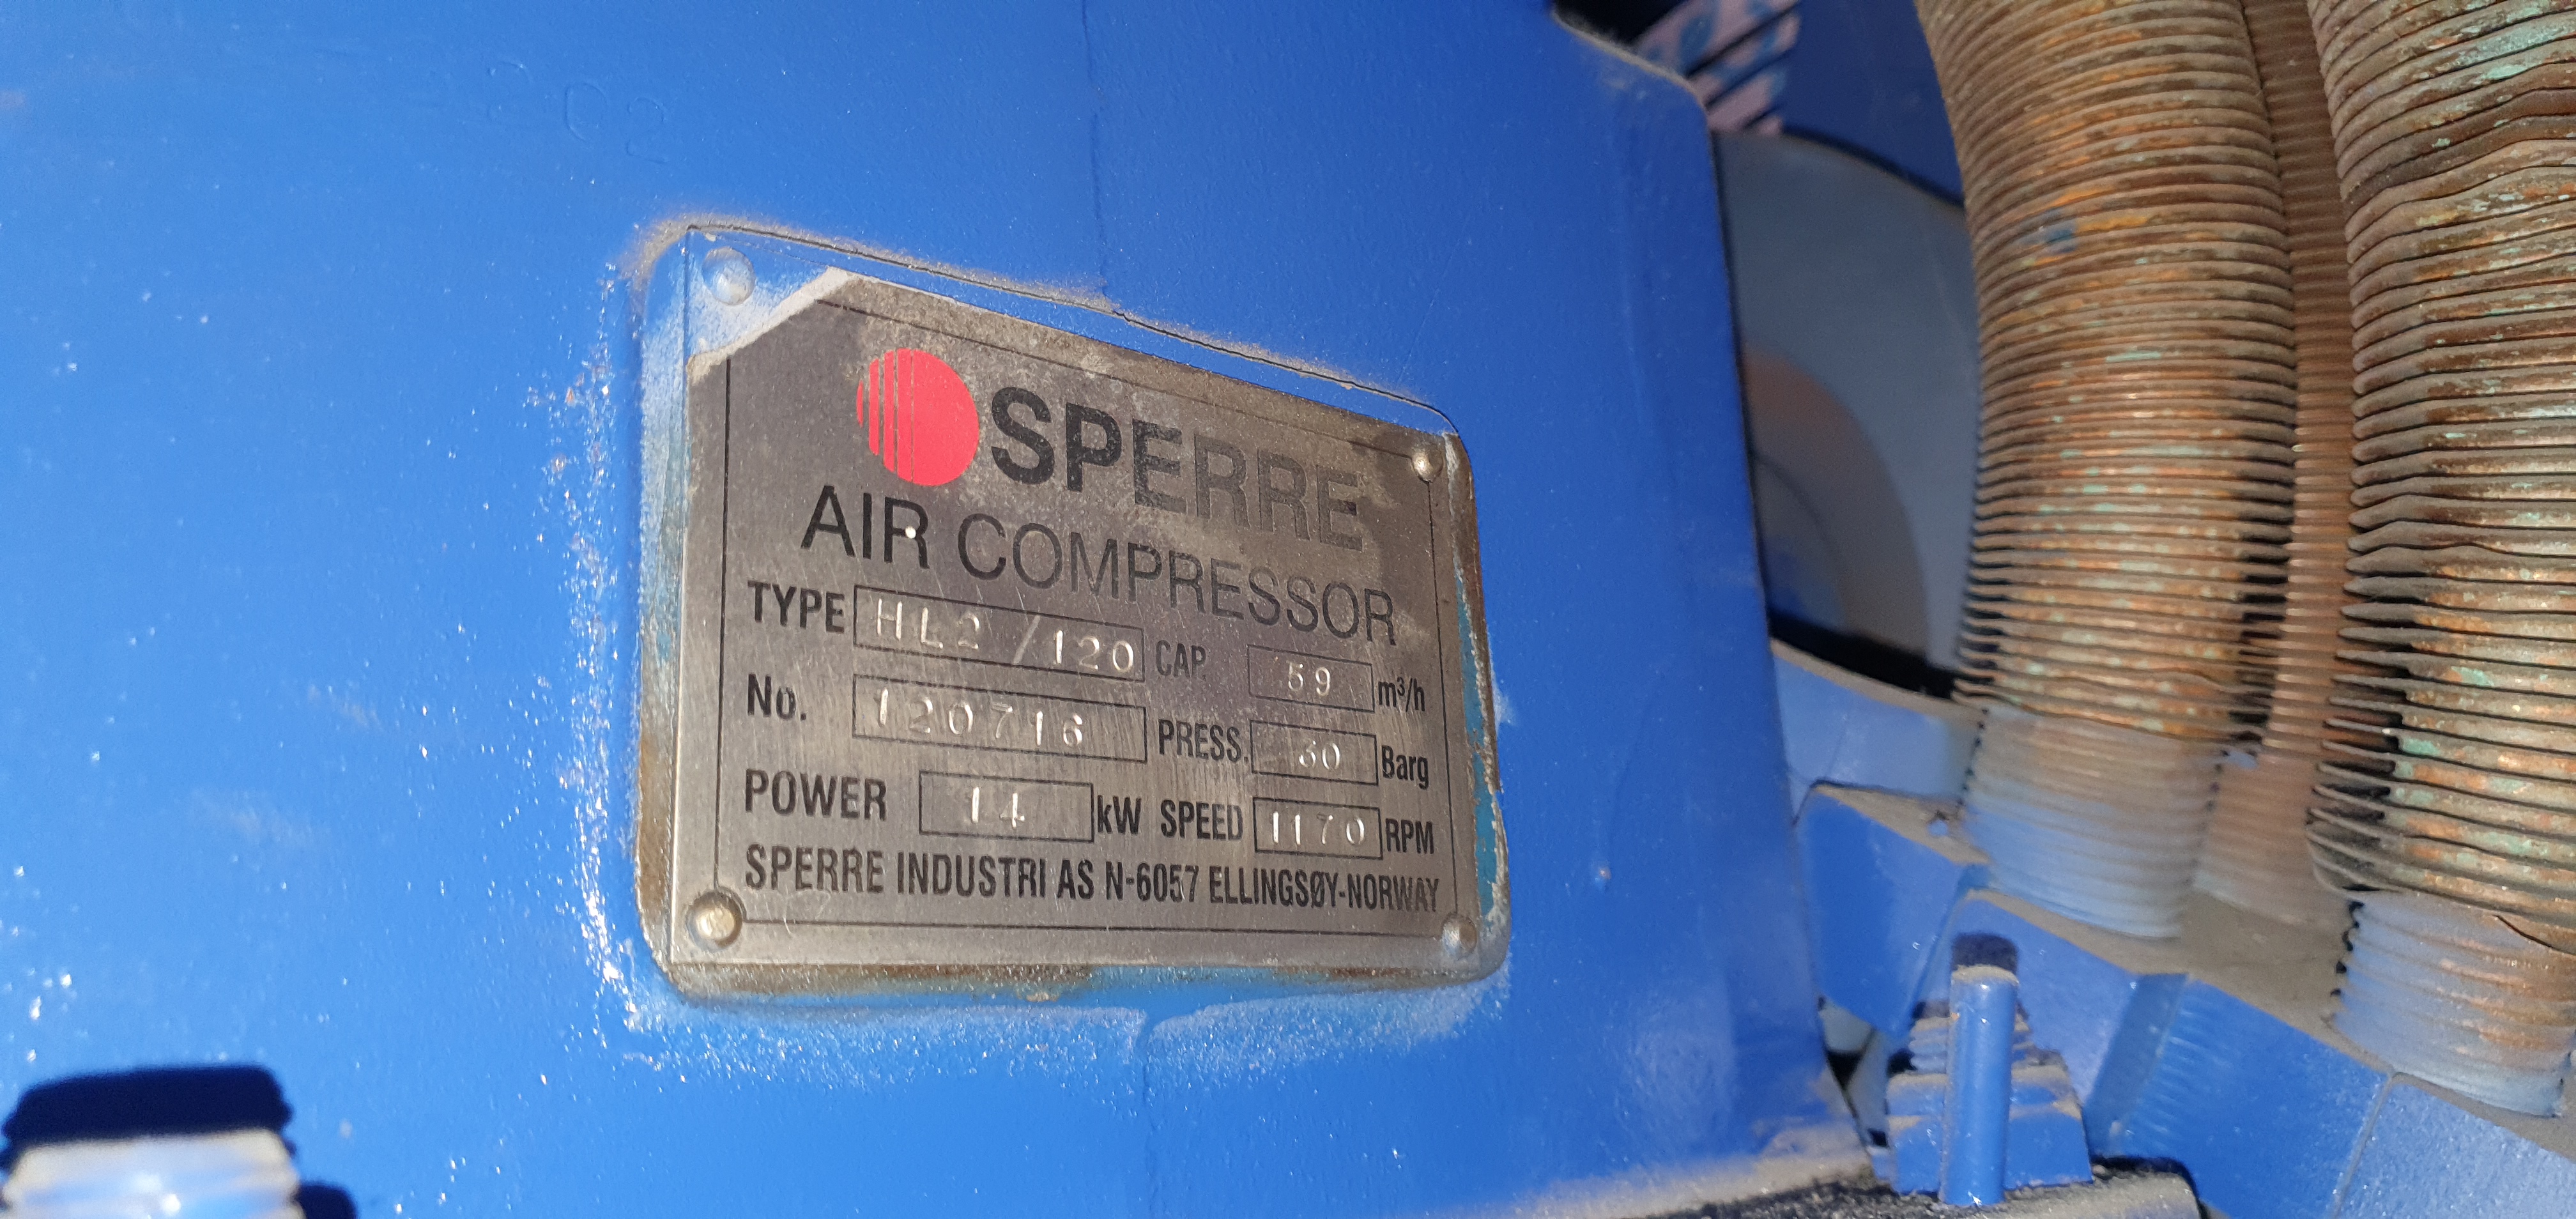 202
SPERRE
AIR COMPRESSOR
TYPE HL2/120 CAP. 59 m³/h
No. 120716 PRESS. 30 Barg
POWER 14 kW SPEED 1170 RPM
SPERRE INDUSTRI AS N-6057 ELLINGSØY-NORWAY